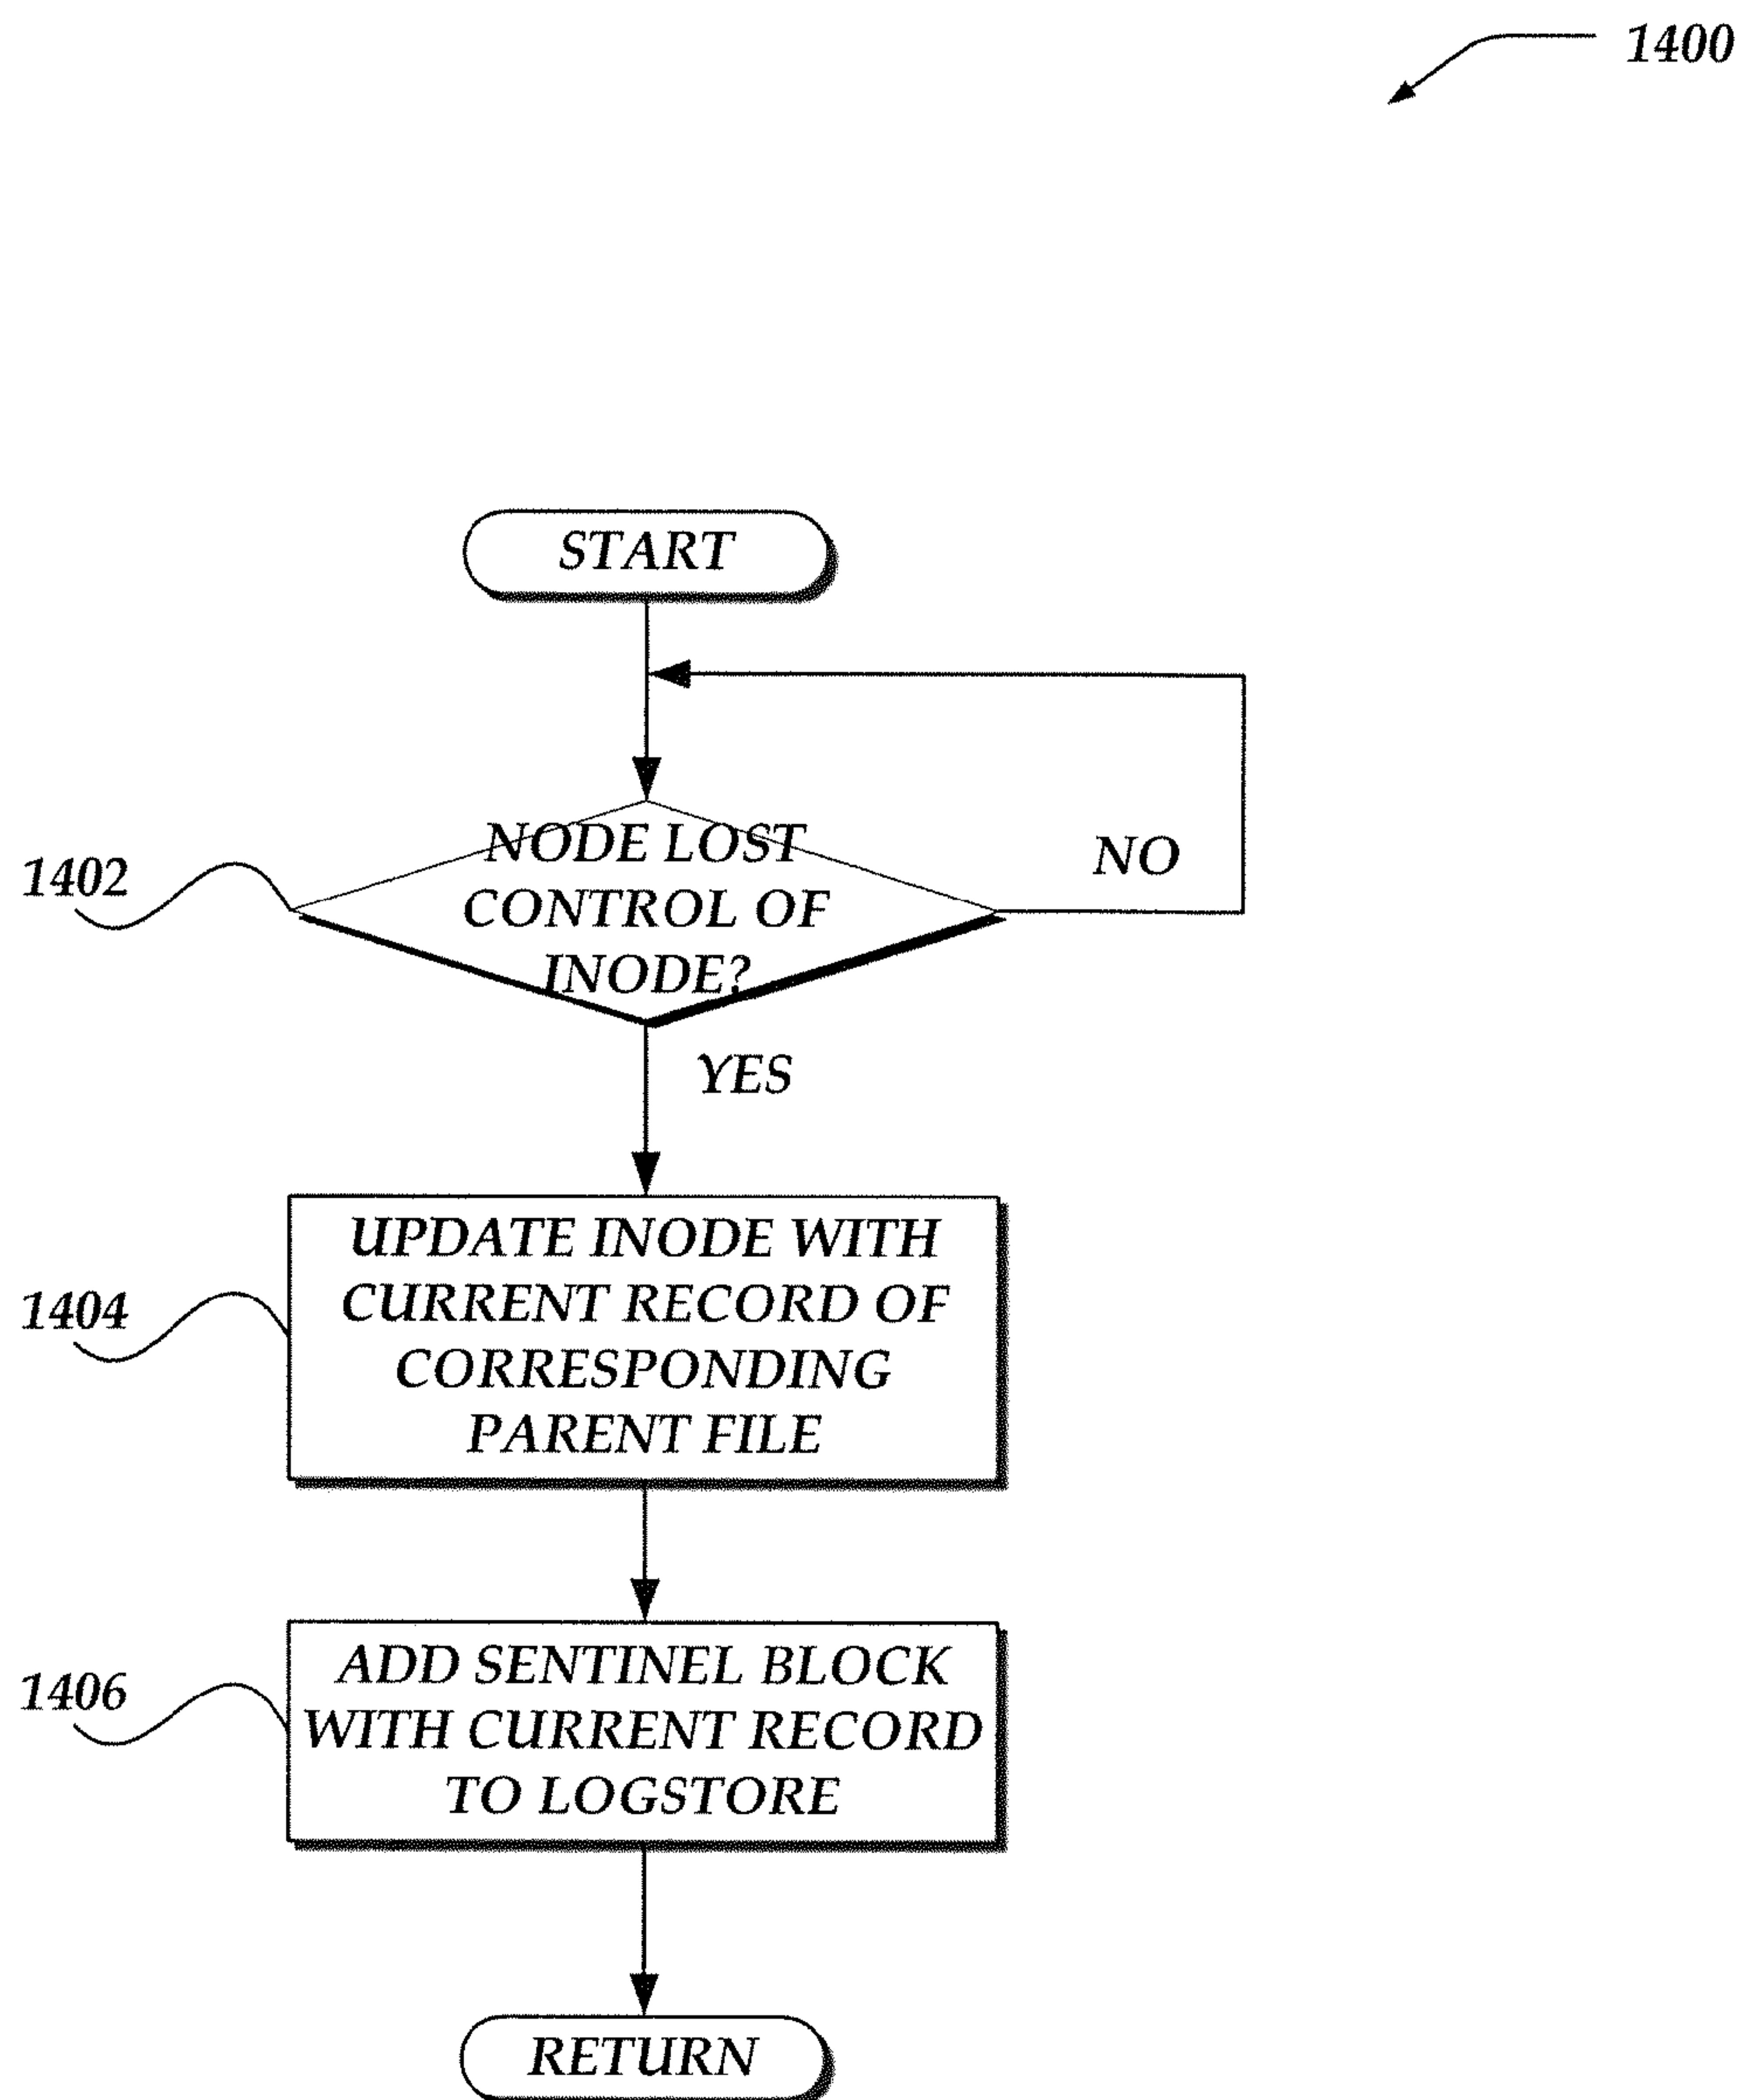 1400
START
NODE LOST
CONTROL OF
INODE?
NO
1402
YES
UPDATE INODE WITH
CURRENT RECORD OF
CORRESPONDING
PARENT FILE
1404
ADD SENTINEL BLOCK
WITH CURRENT RECORD
TO LOGSTORE
1406
RETURN